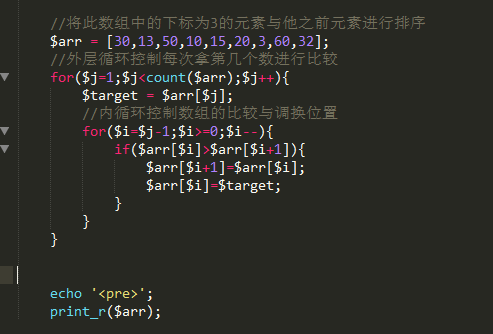 //将此数组中的下标为3的元素与他之前元素进行排序
$arr = [30,13,50,10,15,20,3,60,32];
//外层循环控制每次拿第几个数进行比较
for($j=1;$j<count($arr);$j++){
$target = $arr[$j];
//内循环控制数组的比较与调换位置
for($i=$j-1;$i>=0;$i--){
if($arr[$i]>$arr[$i+1]){
$arr[$i+1]=$arr[$i];
$arr[$i]=$target;
}
}
}
echo '<pre>';
print_r($arr);